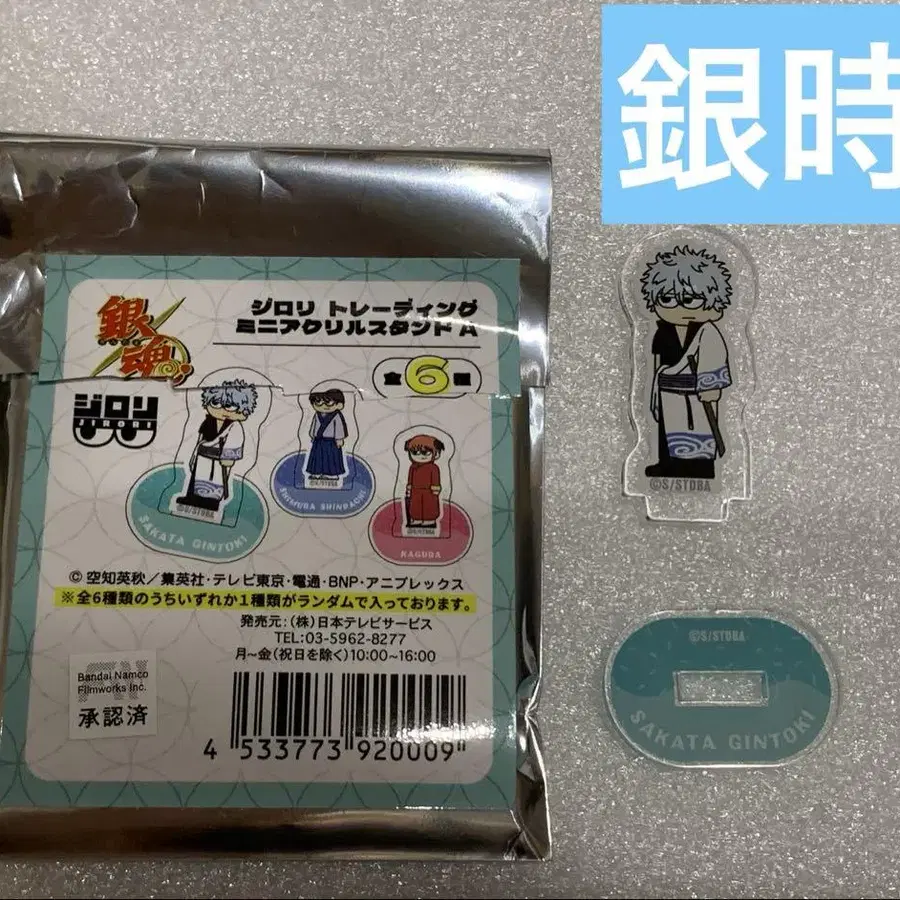 銀時
銀魂
ジロリ トレーディング
ミニアクリルスタンド A
全6種
ジロリ
JIRORI
©S/STDBA
SAKATA GINTOKI
©S/STDBA
SHIMURA SHINPACHI
©S/STDBA
KAGURA
© 空知英秋／集英社・テレビ東京・電通・BNP・アニプレックス
※全6種類のうちいずれか1種類がランダムで入っております。
発売元：(株)日本テレビサービス
TEL:03-5962-8277
月~金(祝日を除く)10:00~16:00
Bandai Namco
Filmworks Inc.
承認済
4 533773 920009
©S/STDBA
©S/STDBA
SAKATA GINTOKI